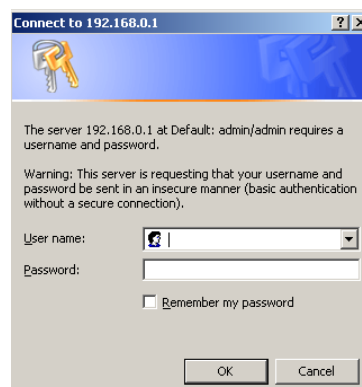 Connect to 192.168.0.1
The server 192.168.0.1 at Default: admin/admin requires a
username and password.
Warning: This server is requesting that your username and
password be sent in an insecure manner (basic authentication
without a secure connection).
User name:
Password:
Remember my password
OK
Cancel